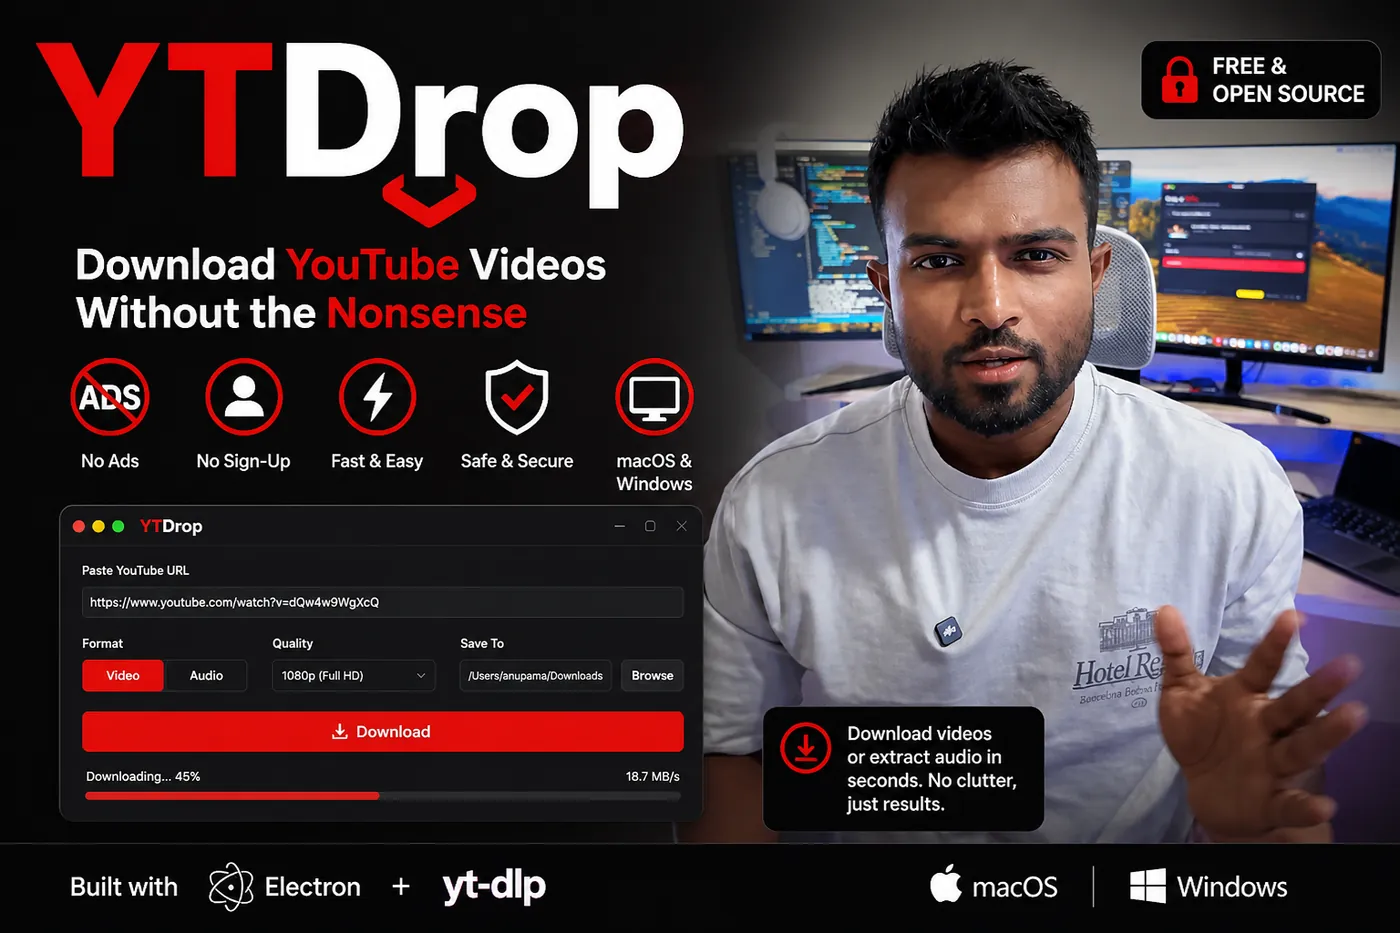 YTDrop
FREE &
OPEN SOURCE
Download YouTube Videos
Without the Nonsense
ADS
No Ads
No Sign-Up
Fast & Easy
Safe & Secure
macOS &
Windows
YTDrop
Paste YouTube URL
https://www.youtube.com/watch?v=dQw4w9WgXcQ
Format
Quality
Save To
Video
Audio
1080p (Full HD)
/Users/anupama/Downloads
Browse
Download
Downloading... 45%
18.7 MB/s
Hotel Re
Download videos
or extract audio in
seconds. No clutter,
just results.
Built with
Electron
+
yt-dlp
macOS
Windows